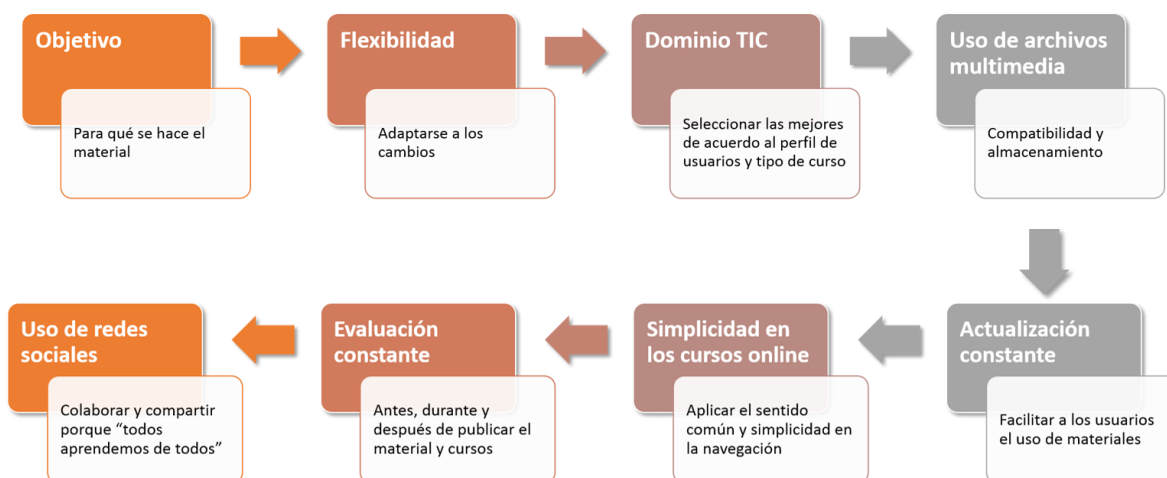 Objetivo
Para qué se hace el
material
Flexibilidad
Adaptarse a los
cambios
Dominio TIC
Seleccionar las mejores
de acuerdo al perfil de
usuarios y tipo de curso
Uso de archivos
multimedia
Compatibilidad y
almacenamiento
Actualización
constante
Facilitar a los usuarios
el uso de materiales
Simplicidad en
los cursos online
Aplicar el sentido
común y simplicidad en
la navegación
Evaluación
constante
Antes, durante y
después de publicar el
material y cursos
Uso de redes
sociales
Colaborar y compartir
porque “todos
aprendemos de todos”